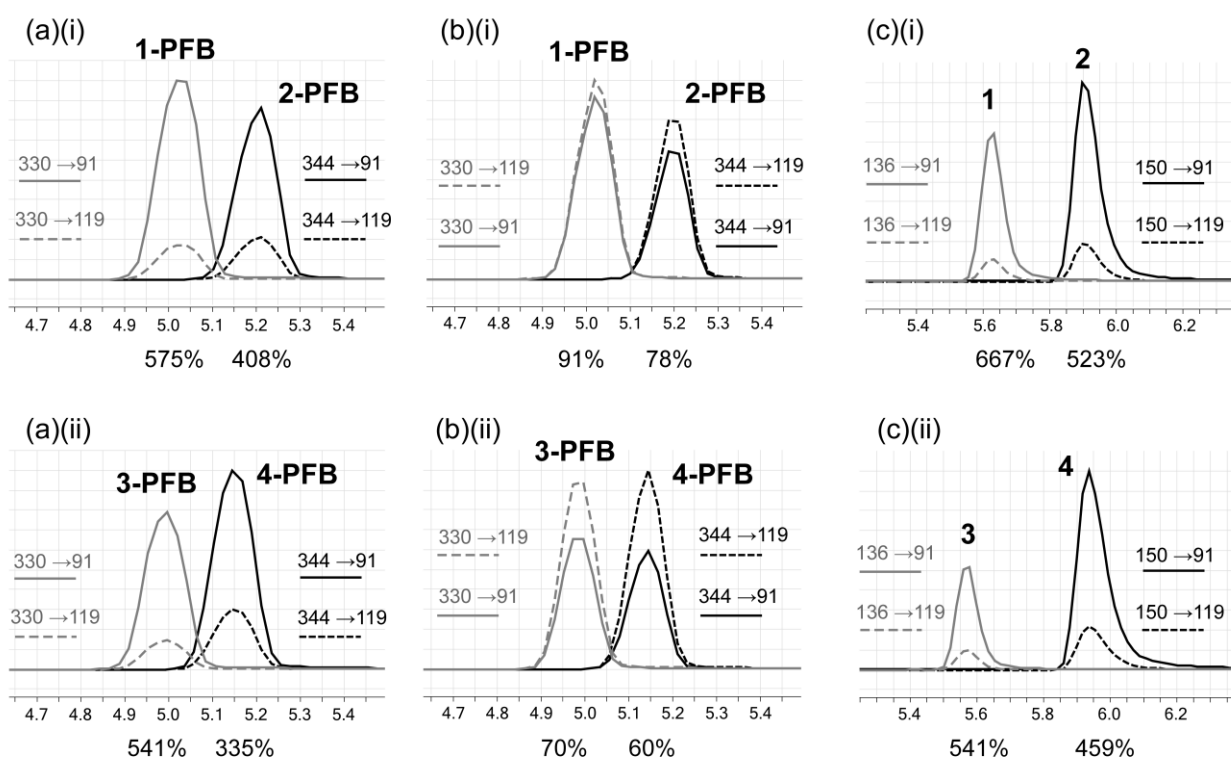 (a)(i)
1-PFB
2-PFB
330 →91
344 →91
330 →119
344 →119
4.7 4.8 4.9 5.0 5.1 5.2 5.3 5.4
575% 408%
(b)(i)
1-PFB
2-PFB
330 →119
344 →119
330 →91
344 →91
4.7 4.8 4.9 5.0 5.1 5.2 5.3 5.4
91% 78%
(c)(i)
1
2
136 →91
150 →91
136 →119
150 →119
5.4 5.6 5.8 6.0 6.2
667% 523%
(a)(ii)
3-PFB
4-PFB
330 →91
344 →91
330 →119
344 →119
4.7 4.8 4.9 5.0 5.1 5.2 5.3 5.4
541% 335%
(b)(ii)
3-PFB
4-PFB
330 →119
344 →119
330 →91
344 →91
4.7 4.8 4.9 5.0 5.1 5.2 5.3 5.4
70% 60%
(c)(ii)
3
4
136 →91
150 →91
136 →119
150 →119
5.4 5.6 5.8 6.0 6.2
541% 459%